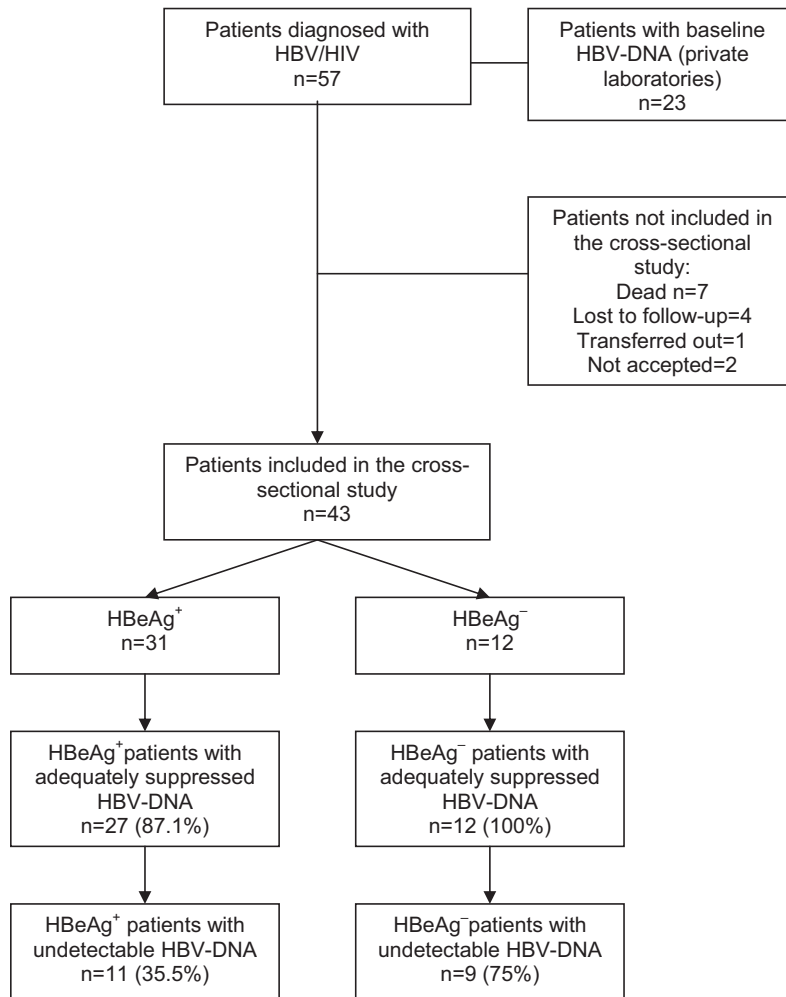 Patients diagnosed with
HBV/HIV
n=57
Patients with baseline
HBV-DNA (private
laboratories)
n=23
Patients not included in
the cross-sectional
study:
Dead n=7
Lost to follow-up=4
Transferred out=1
Not accepted=2
Patients included in the cross-
sectional study
n=43
HBeAg⁺
n=31
HBeAg⁻
n=12
HBeAg⁺patients with
adequately suppressed
HBV-DNA
n=27 (87.1%)
HBeAg⁻ patients with
adequately suppressed
HBV-DNA
n=12 (100%)
HBeAg⁺ patients with
undetectable HBV-DNA
n=11 (35.5%)
HBeAg⁻patients with
undetectable HBV-DNA
n=9 (75%)